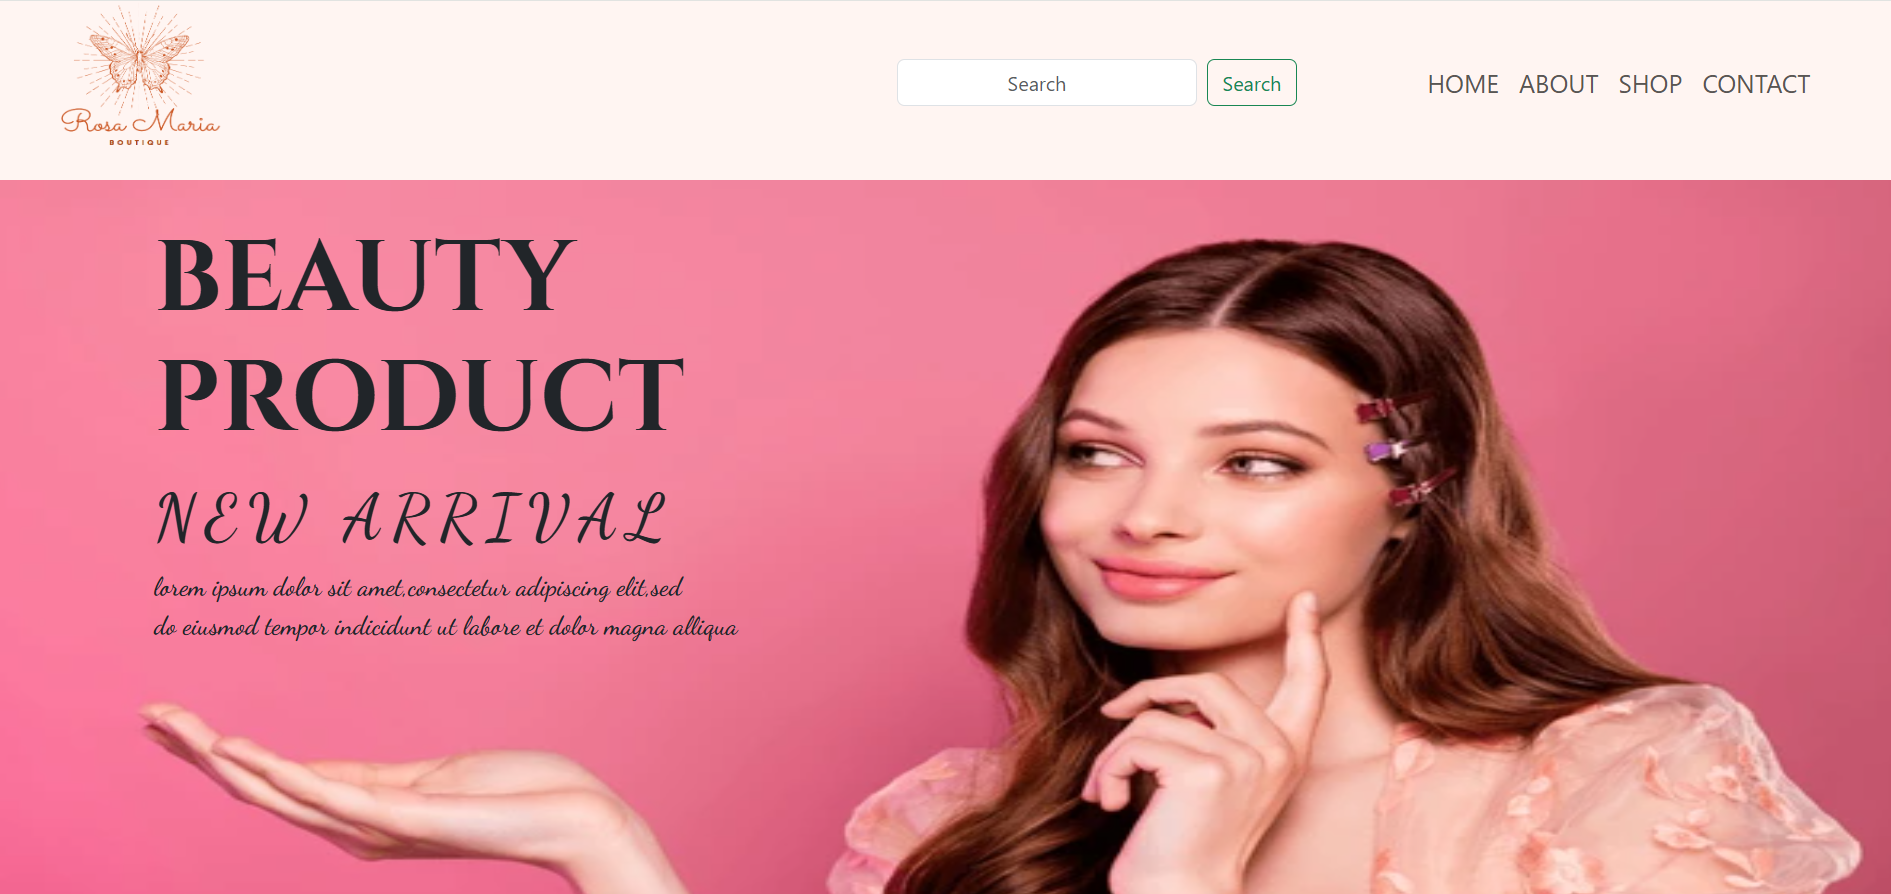 Rosa Maria
BOUTIQUE
Search
Search
HOME ABOUT SHOP CONTACT
BEAUTY
PRODUCT
NEW ARRIVAL
lorem ipsum dolor sit amet,consectetur adipiscing elit,sed
do eiusmod tempor indicidunt ut labore et dolor magna alliqua